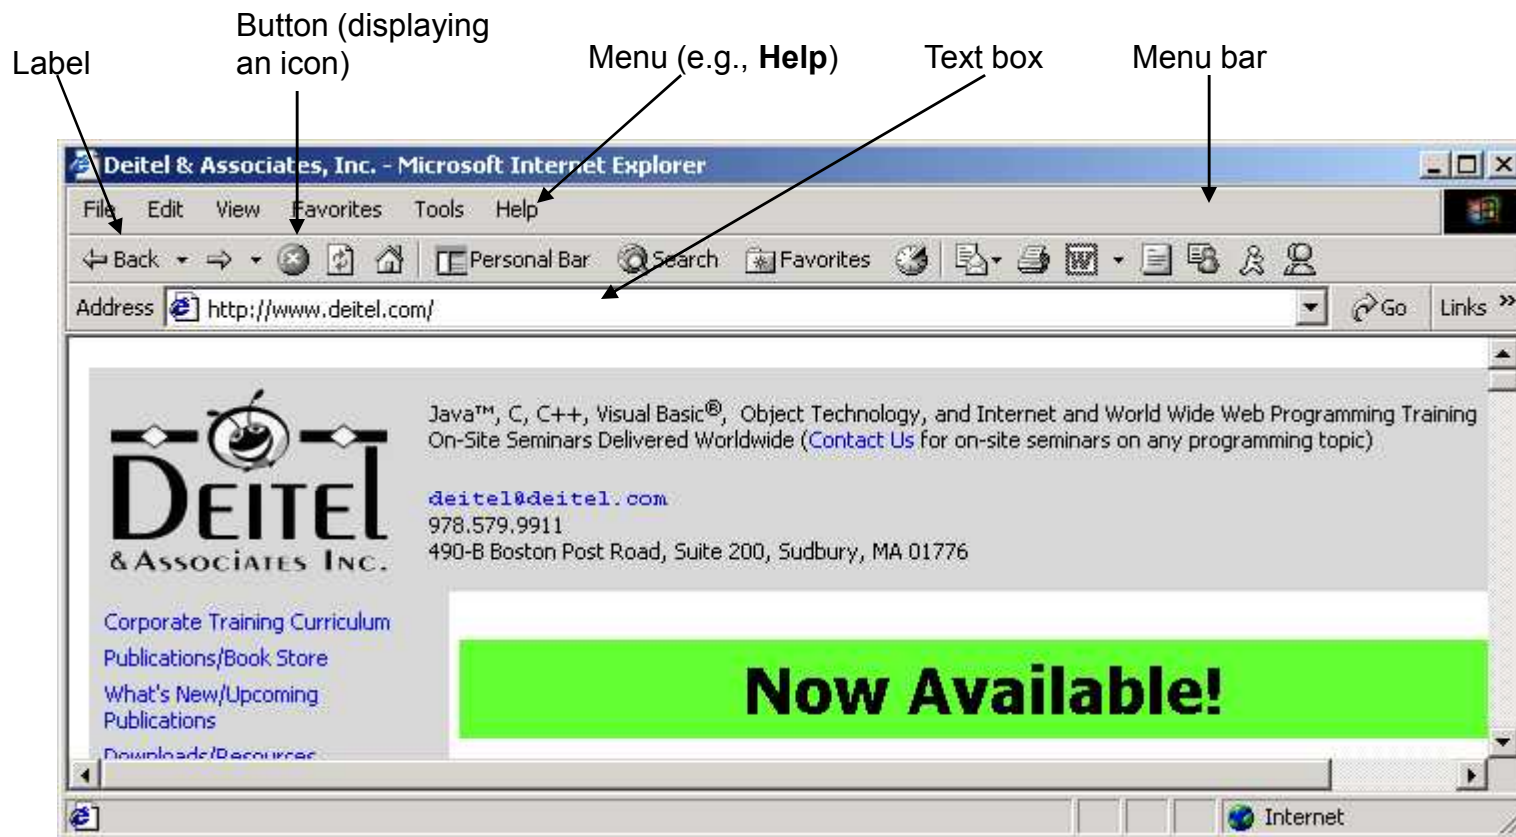 Button (displaying
an icon)
Label
Menu (e.g., Help)
Text box
Menu bar
Deitel & Associates, Inc. - Microsoft Internet Explorer
File Edit View Favorites Tools Help
Back Personal Bar Search Favorites
Address http://www.deitel.com/ Go Links »
DEITEL
& ASSOCIATES INC.
Java™, C, C++, Visual Basic®, Object Technology, and Internet and World Wide Web Programming Training
On-Site Seminars Delivered Worldwide (Contact Us for on-site seminars on any programming topic)
deitel@deitel.com
978.579.9911
490-B Boston Post Road, Suite 200, Sudbury, MA 01776
Corporate Training Curriculum
Publications/Book Store
What's New/Upcoming
Publications
Downloads/Resources
Now Available!
Internet